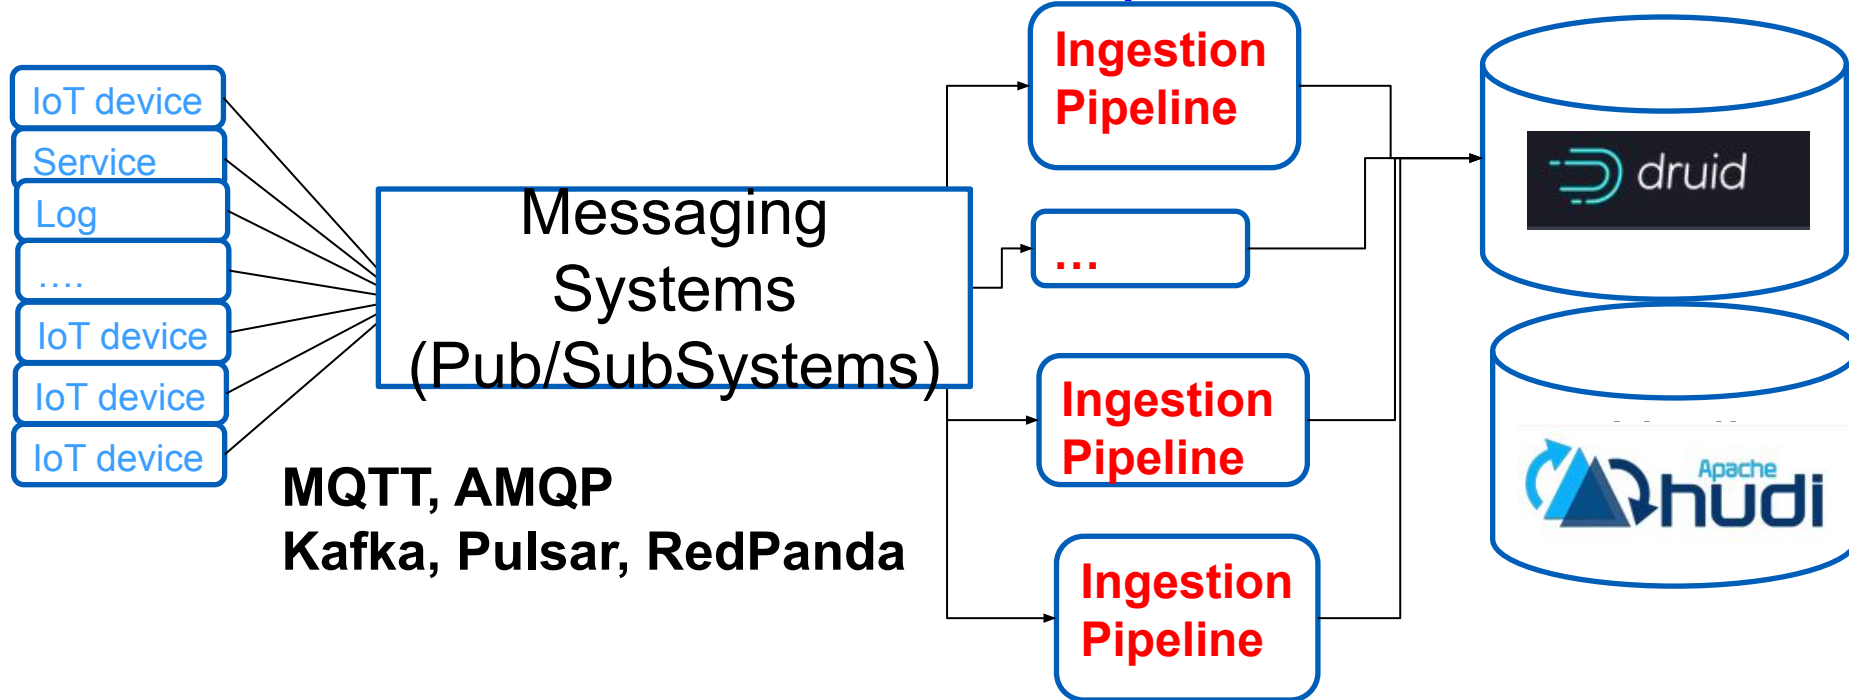 IoT device
Service
Log
....
IoT device
IoT device
IoT device
Messaging
Systems
(Pub/SubSystems)
MQTT, AMQP
Kafka, Pulsar, RedPanda
Ingestion
Pipeline
...
Ingestion
Pipeline
Ingestion
Pipeline
druid
Apache
hudi